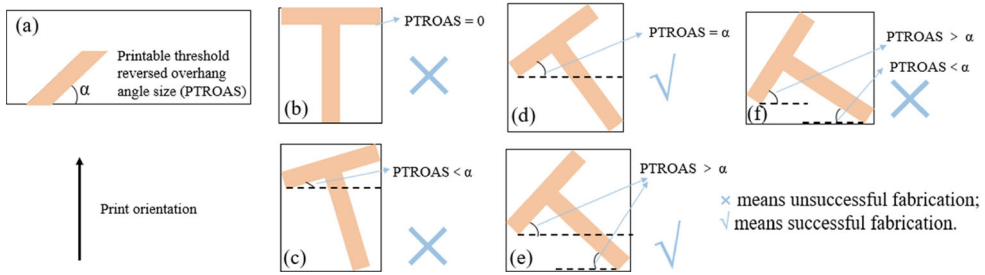 (a)
Printable threshold
reversed overhang
angle size (PTROAS)
α
Print orientation
PTROAS = 0
(b)
PTROAS < α
(c)
PTROAS = α
(d)
PTROAS > α
(e)
PTROAS > α
PTROAS < α
(f)
× means unsuccessful fabrication;
√ means successful fabrication.